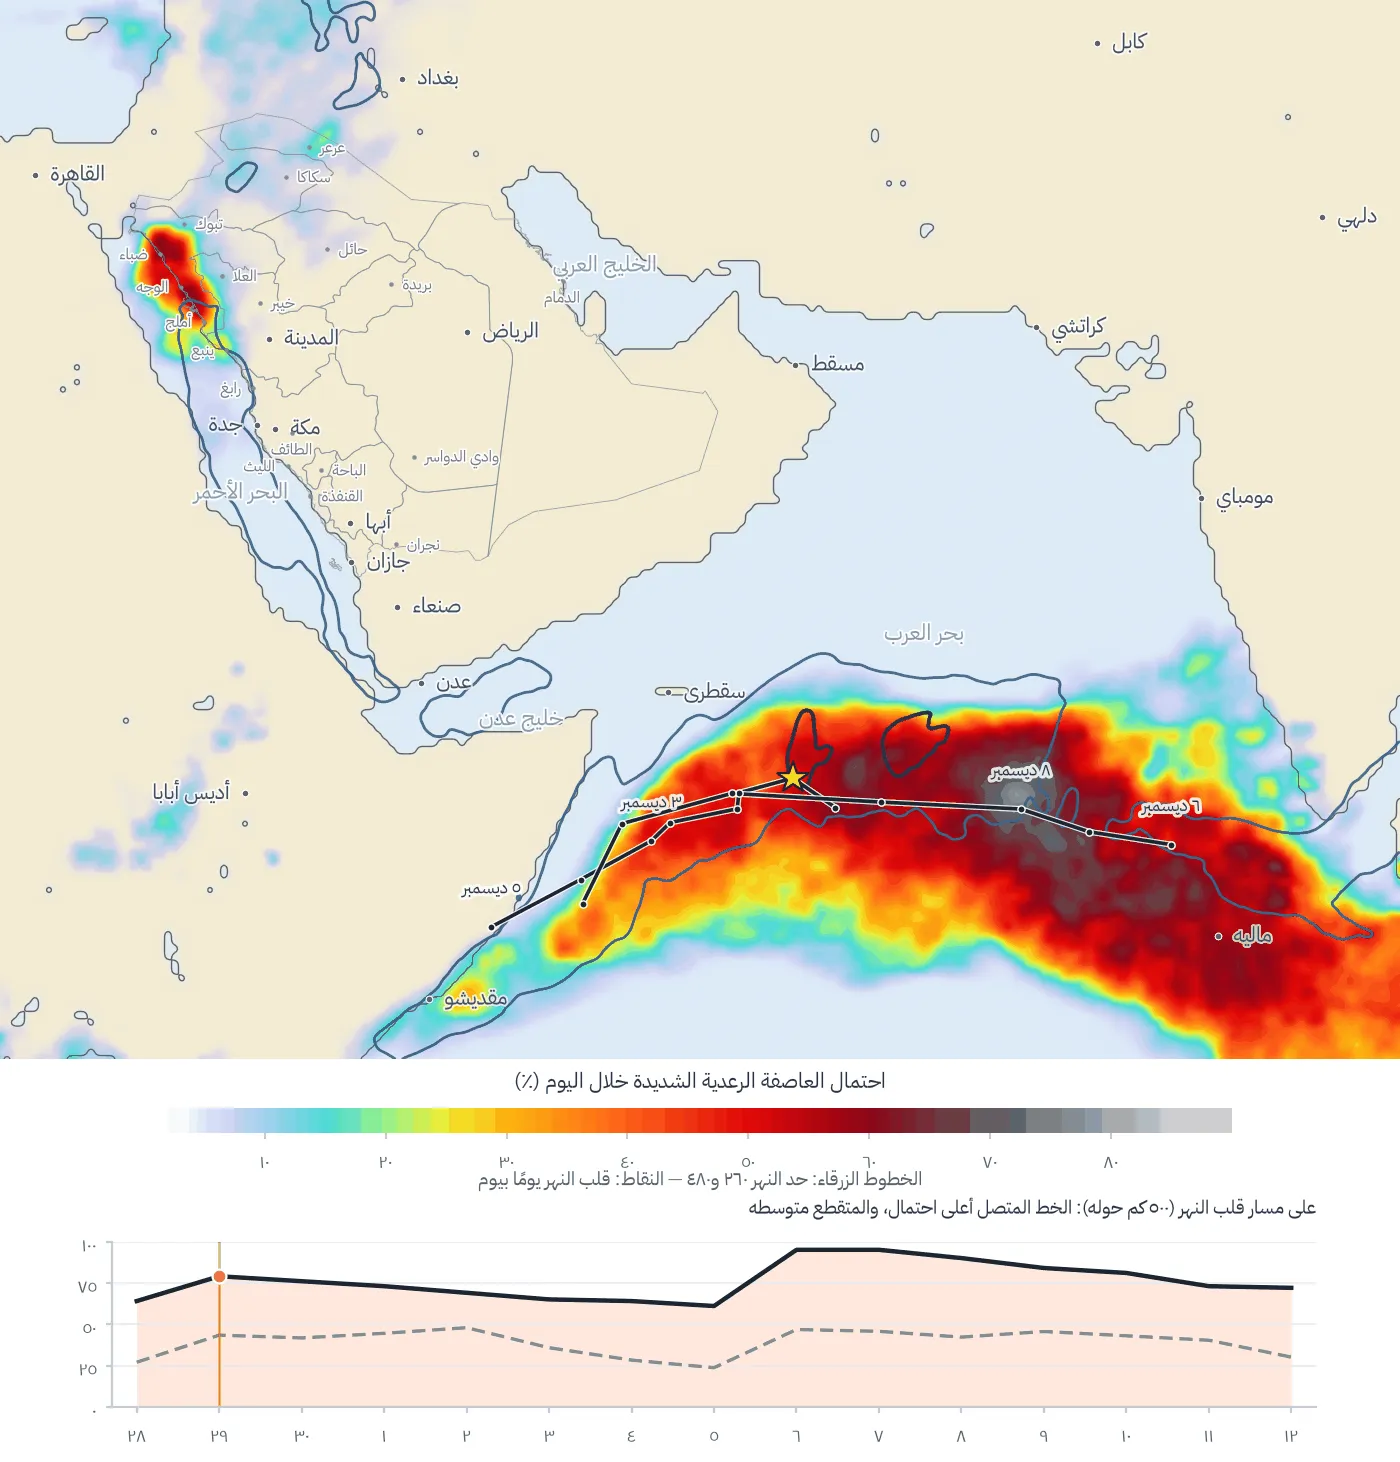 كابل
بغداد
عرعر
القاهرة
سكاكا
دلهي
تبوك
ضباء
حائل
الخليج العربي
العلا
الوجه
بريدة
الدمام
خيبر
أملج
كراتشي
الرياض
المدينة
ينبع
مسقط
رابغ
جدة
مكة
الطائف
وادي الدواسر
الليث
الباحة
البحر الأحمر
القنفذة
مومباي
أبها
نجران
جازان
صنعاء
بحر العرب
عدن
سقطرى
خليج عدن
٨ ديسمبر
أديس أبابا
٣ ديسمبر
٦ ديسمبر
٥ ديسمبر
ماليه
مقديشو
احتمال العاصفة الرعدية الشديدة خلال اليوم (٪)
١٠ ٢٠ ٣٠ ٤٠ ٥٠ ٦٠ ٧٠ ٨٠
الخطوط الزرقاء: حد النهر ٢٦٠ و٤٨٠ — النقاط: قلب النهر يومًا بيوم
على مسار قلب النهر (٥٠٠ كم حوله): الخط المتصل أعلى احتمال، والمتقطع متوسطه
١٠٠
٧٥
٥٠
٢٥
٠
٢٨ ٢٩ ٣٠ ١ ٢ ٣ ٤ ٥ ٦ ٧ ٨ ٩ ١٠ ١١ ١٢